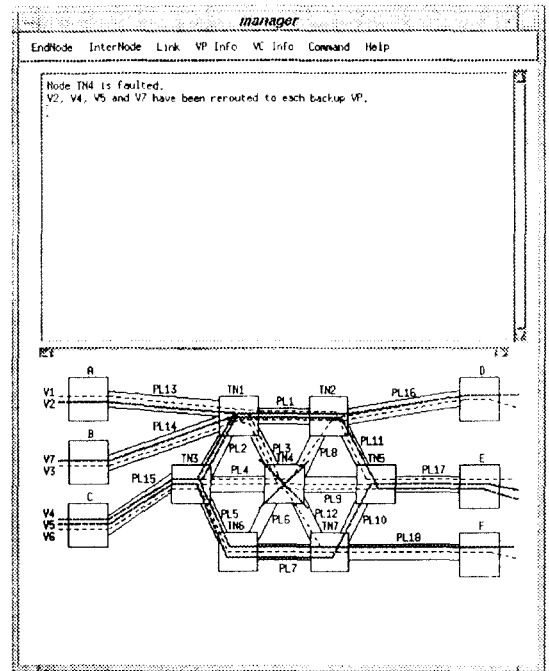 manager
EndNode InterNode Link VP Info VC Info Command Help
Node TN4 is faulted.
V2, V4, V5 and V7 have been rerouted to each backup VP.
A PL13 TN1 PL1 TN2 PL16 D
V1
V2
B PL14 PL2 PL3 PL8 PL11
V7
V3
TN3 PL4 TN4 TN5 PL17 E
C PL15 PL9
V4
V5
V6
PL5 PL6 PL12 PL10
TN6 TN7 PL18 F
PL7